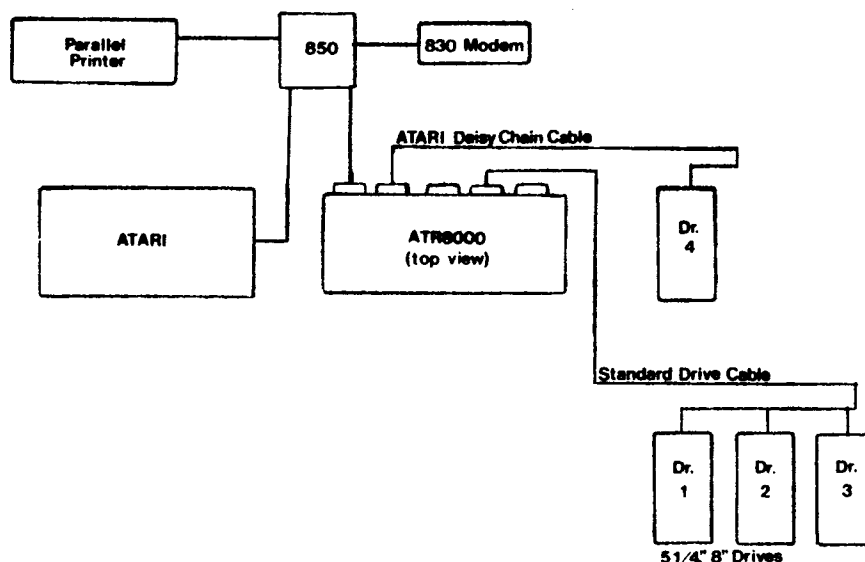 Parallel
Printer
850
830 Modem
ATARI Daisy Chain Cable
ATARI
ATR8000
(top view)
Dr.
4
Standard Drive Cable
Dr.
1
Dr.
2
Dr.
3
5 1/4" 8" Drives